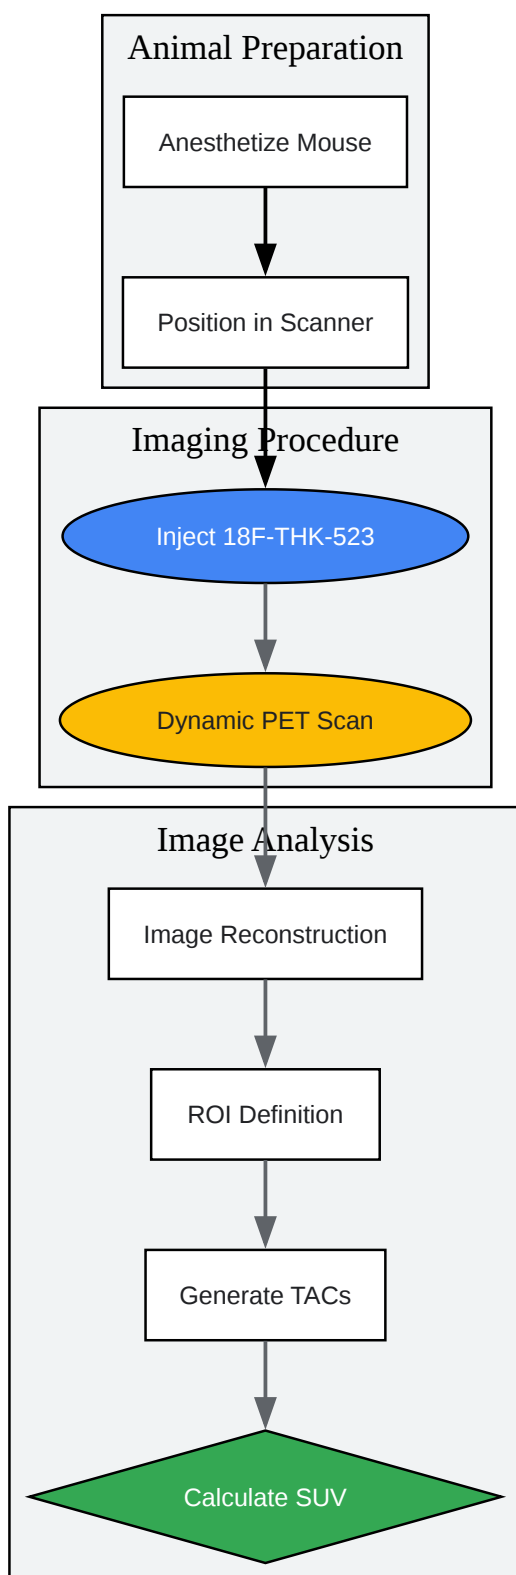 Animal Preparation
Anesthetize Mouse
Position in Scanner
Imaging Procedure
Inject 18F-THK-523
Dynamic PET Scan
Image Analysis
Image Reconstruction
ROI Definition
Generate TACs
Calculate SUV